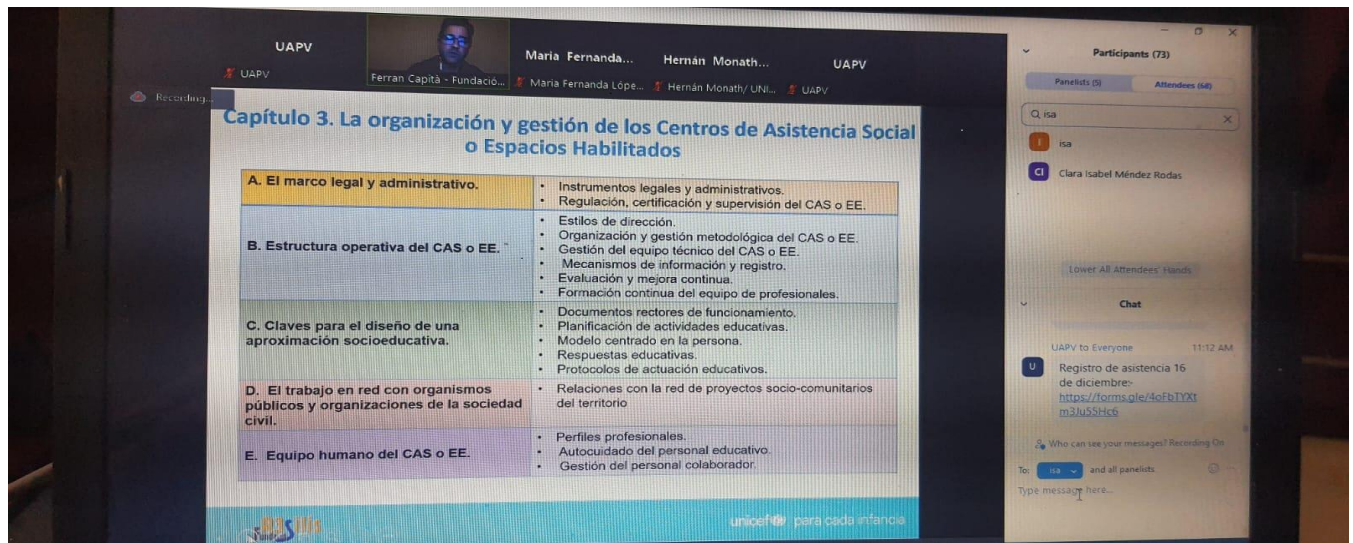 UAPV
Maria Fernanda...
Hernán Monath...
UAPV
UAPV
Ferran Capità - Fundació...
Maria Fernanda Lópe...
Hernán Monath/ UNI...
UAPV
Recording...
Capítulo 3. La organización y gestión de los Centros de Asistencia Social
o Espacios Habilitados
A. El marco legal y administrativo.
• Instrumentos legales y administrativos.
• Regulación, certificación y supervisión del CAS o EE.
B. Estructura operativa del CAS o EE.
• Estilos de dirección.
• Organización y gestión metodológica del CAS o EE.
• Gestión del equipo técnico del CAS o EE.
• Mecanismos de información y registro.
• Evaluación y mejora continua.
• Formación continua del equipo de profesionales.
C. Claves para el diseño de una
aproximación socioeducativa.
• Documentos rectores de funcionamiento.
• Planificación de actividades educativas.
• Modelo centrado en la persona.
• Respuestas educativas.
• Protocolos de actuación educativos.
D. El trabajo en red con organismos
públicos y organizaciones de la sociedad
civil.
• Relaciones con la red de proyectos socio-comunitarios
del territorio
E. Equipo humano del CAS o EE.
• Perfiles profesionales.
• Autocuidado del personal educativo.
• Gestión del personal colaborador.
unicef para cada infancia
Participants (73)
Panelists (5)
Attendees (68)
isa
I
isa
CI
Clara Isabel Méndez Rodas
Lower All Attendees' Hands
Chat
UAPV to Everyone
11:12 AM
U
Registro de asistencia 16
de diciembre:
https://forms.gle/4oFbTYXt
m3Ju55Hc6
Who can see your messages? Recording On
To: isa and all panelists
Type message here...